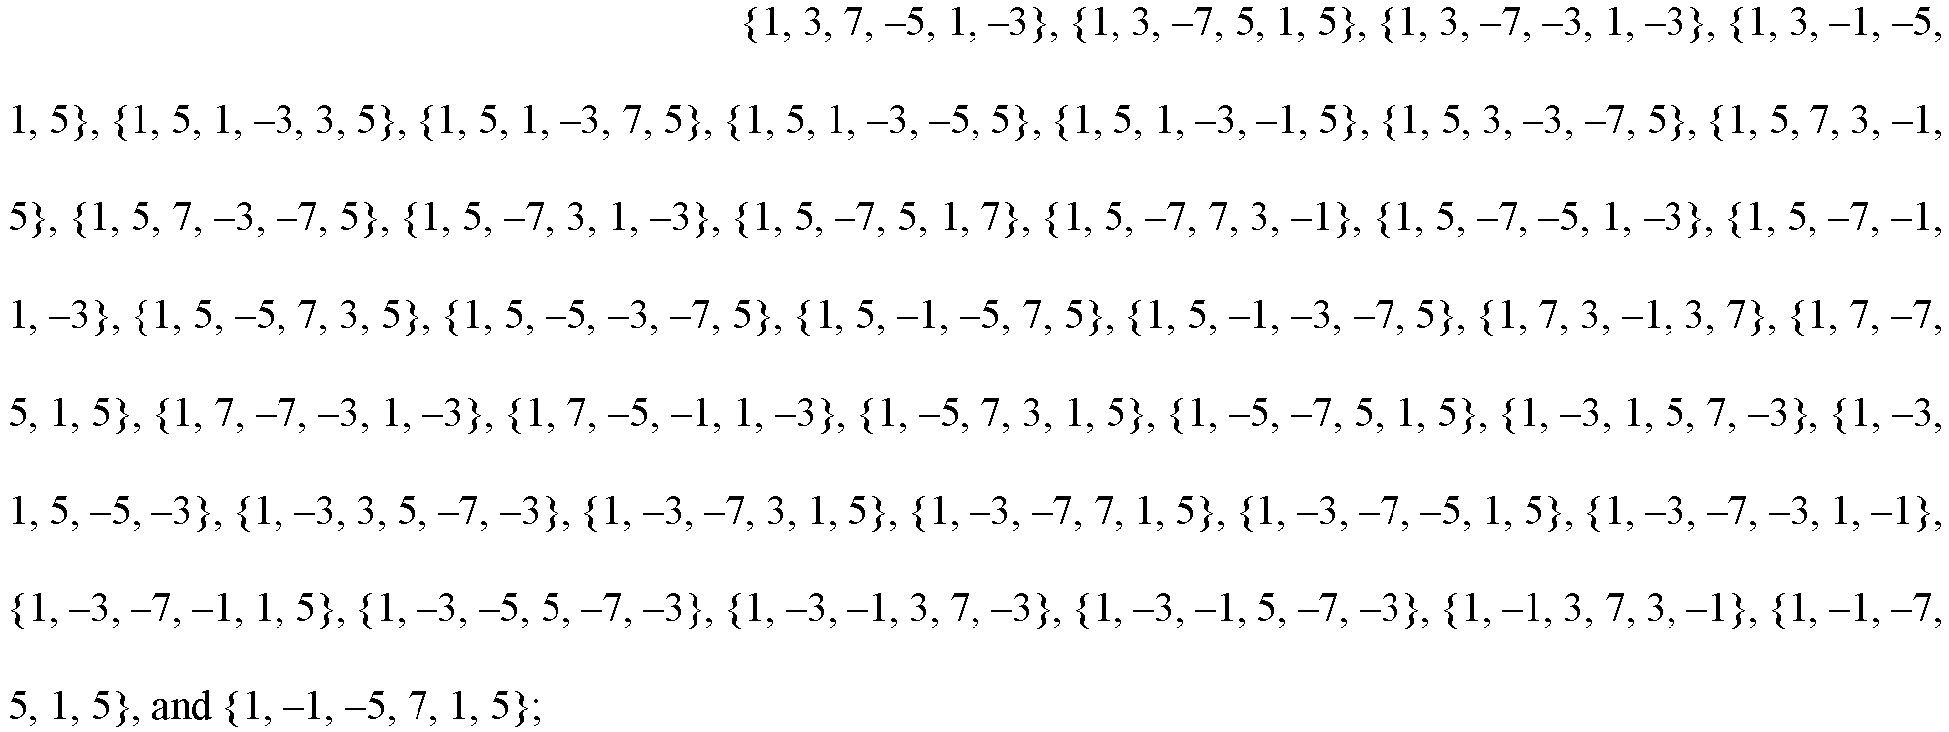 {1, 3, 7, –5, 1, –3}, {1, 3, –7, 5, 1, 5}, {1, 3, –7, –3, 1, –3}, {1, 3, –1, –5,
1, 5}, {1, 5, 1, –3, 3, 5}, {1, 5, 1, –3, 7, 5}, {1, 5, 1, –3, –5, 5}, {1, 5, 1, –3, –1, 5}, {1, 5, 3, –3, –7, 5}, {1, 5, 7, 3, –1,
5}, {1, 5, 7, –3, –7, 5}, {1, 5, –7, 3, 1, –3}, {1, 5, –7, 5, 1, 7}, {1, 5, –7, 7, 3, –1}, {1, 5, –7, –5, 1, –3}, {1, 5, –7, –1,
1, –3}, {1, 5, –5, 7, 3, 5}, {1, 5, –5, –3, –7, 5}, {1, 5, –1, –5, 7, 5}, {1, 5, –1, –3, –7, 5}, {1, 7, 3, –1, 3, 7}, {1, 7, –7,
5, 1, 5}, {1, 7, –7, –3, 1, –3}, {1, 7, –5, –1, 1, –3}, {1, –5, 7, 3, 1, 5}, {1, –5, –7, 5, 1, 5}, {1, –3, 1, 5, 7, –3}, {1, –3,
1, 5, –5, –3}, {1, –3, 3, 5, –7, –3}, {1, –3, –7, 3, 1, 5}, {1, –3, –7, 7, 1, 5}, {1, –3, –7, –5, 1, 5}, {1, –3, –7, –3, 1, –1},
{1, –3, –7, –1, 1, 5}, {1, –3, –5, 5, –7, –3}, {1, –3, –1, 3, 7, –3}, {1, –3, –1, 5, –7, –3}, {1, –1, 3, 7, 3, –1}, {1, –1, –7,
5, 1, 5}, and {1, –1, –5, 7, 1, 5};